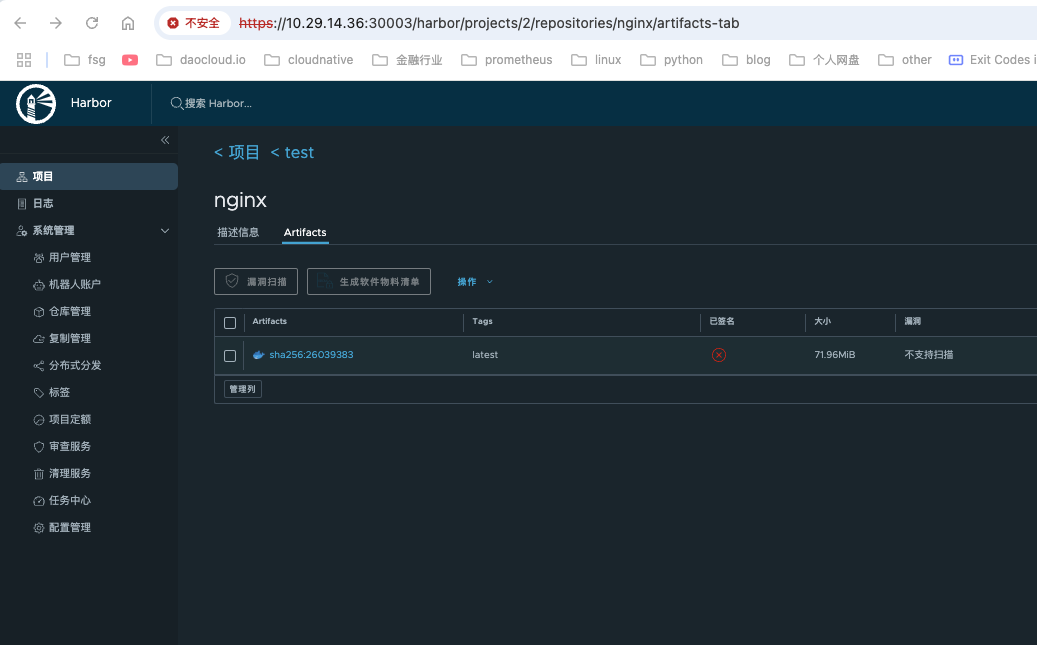 不安全 https://10.29.14.36:30003/harbor/projects/2/repositories/nginx/artifacts-tab
fsg daocloud.io cloudnative 金融行业 prometheus linux python blog 个人网盘 other Exit Codes i
Harbor 搜索 Harbor...
«
< 项目 < test
项目
nginx
日志
描述信息 Artifacts
系统管理
用户管理
机器人账户
漏洞扫描 生成软件物料清单 操作
仓库管理
Artifacts Tags 已签名 大小 漏洞
复制管理
sha256:26039383 latest 71.96MiB 不支持扫描
分布式分发
标签
管理列
项目定额
审查服务
清理服务
任务中心
配置管理